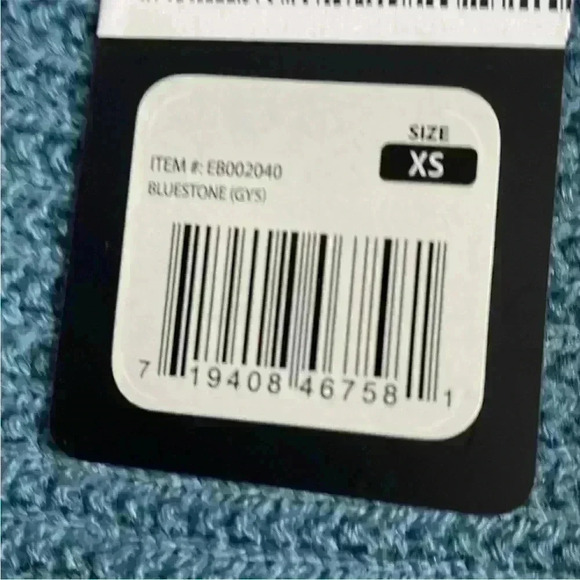 SIZE
XS
ITEM #: EB002040
BLUESTONE (GYS)
7 19408 46758 1